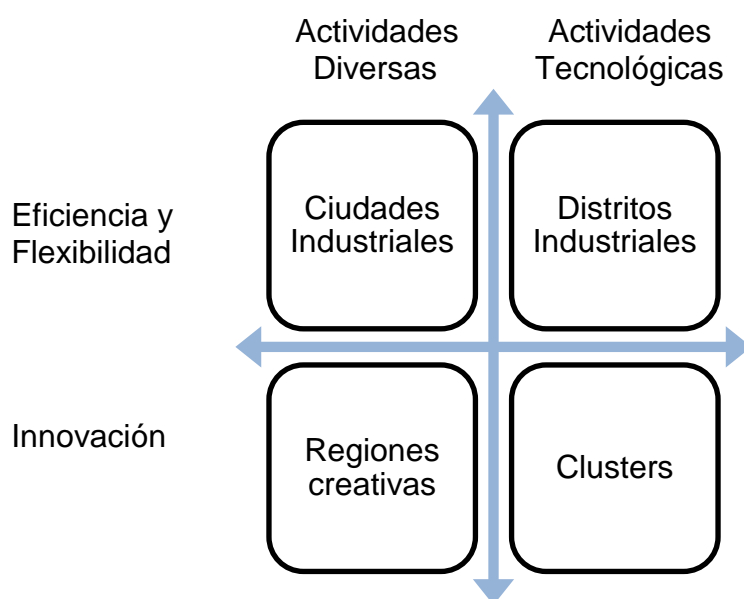 Actividades
Diversas
Actividades
Tecnológicas
Eficiencia y
Flexibilidad
Ciudades
Industriales
Distritos
Industriales
Innovación
Regiones
creativas
Clusters